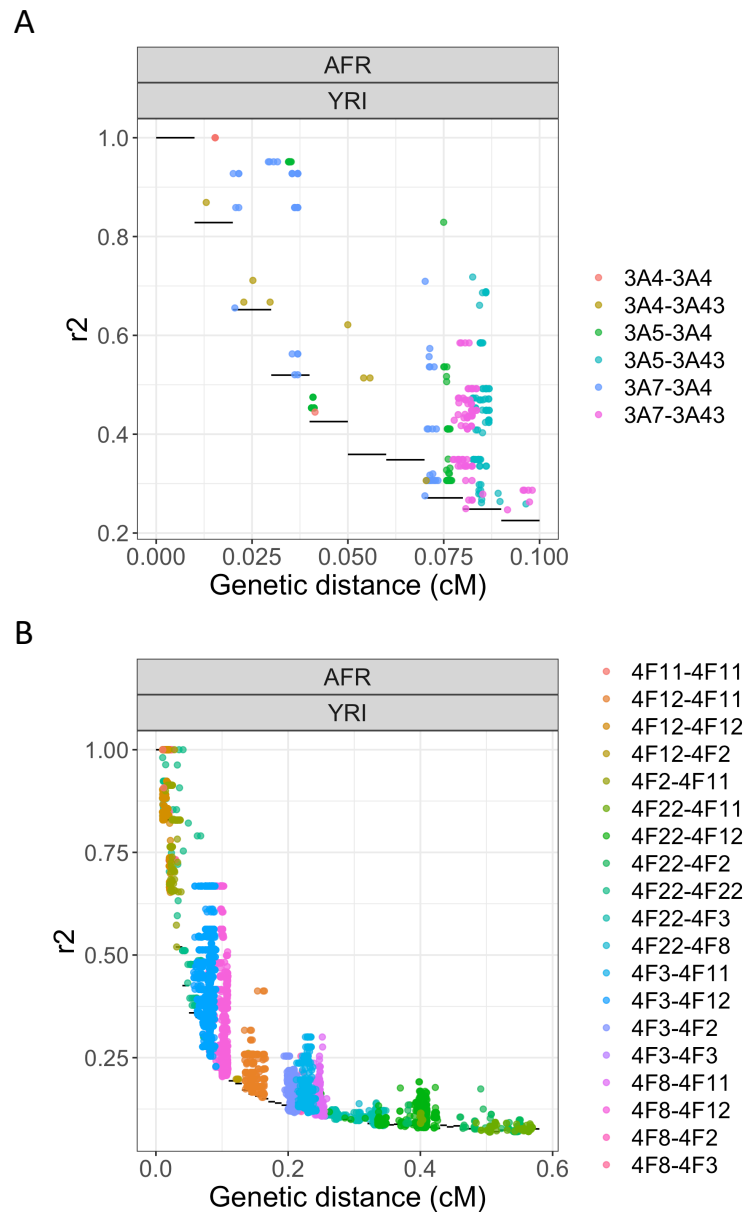 A
AFR
YRI
1.0
0.8
0.6
0.4
0.2
r2
0.000
0.025
0.050
0.075
0.100
Genetic distance (cM)
3A4-3A4
3A4-3A43
3A5-3A4
3A5-3A43
3A7-3A4
3A7-3A43
B
AFR
YRI
1.00
0.75
0.50
0.25
r2
0.0
0.2
0.4
0.6
Genetic distance (cM)
4F11-4F11
4F12-4F11
4F12-4F12
4F12-4F2
4F2-4F11
4F22-4F11
4F22-4F12
4F22-4F2
4F22-4F22
4F22-4F3
4F22-4F8
4F3-4F11
4F3-4F12
4F3-4F2
4F3-4F3
4F8-4F11
4F8-4F12
4F8-4F2
4F8-4F3